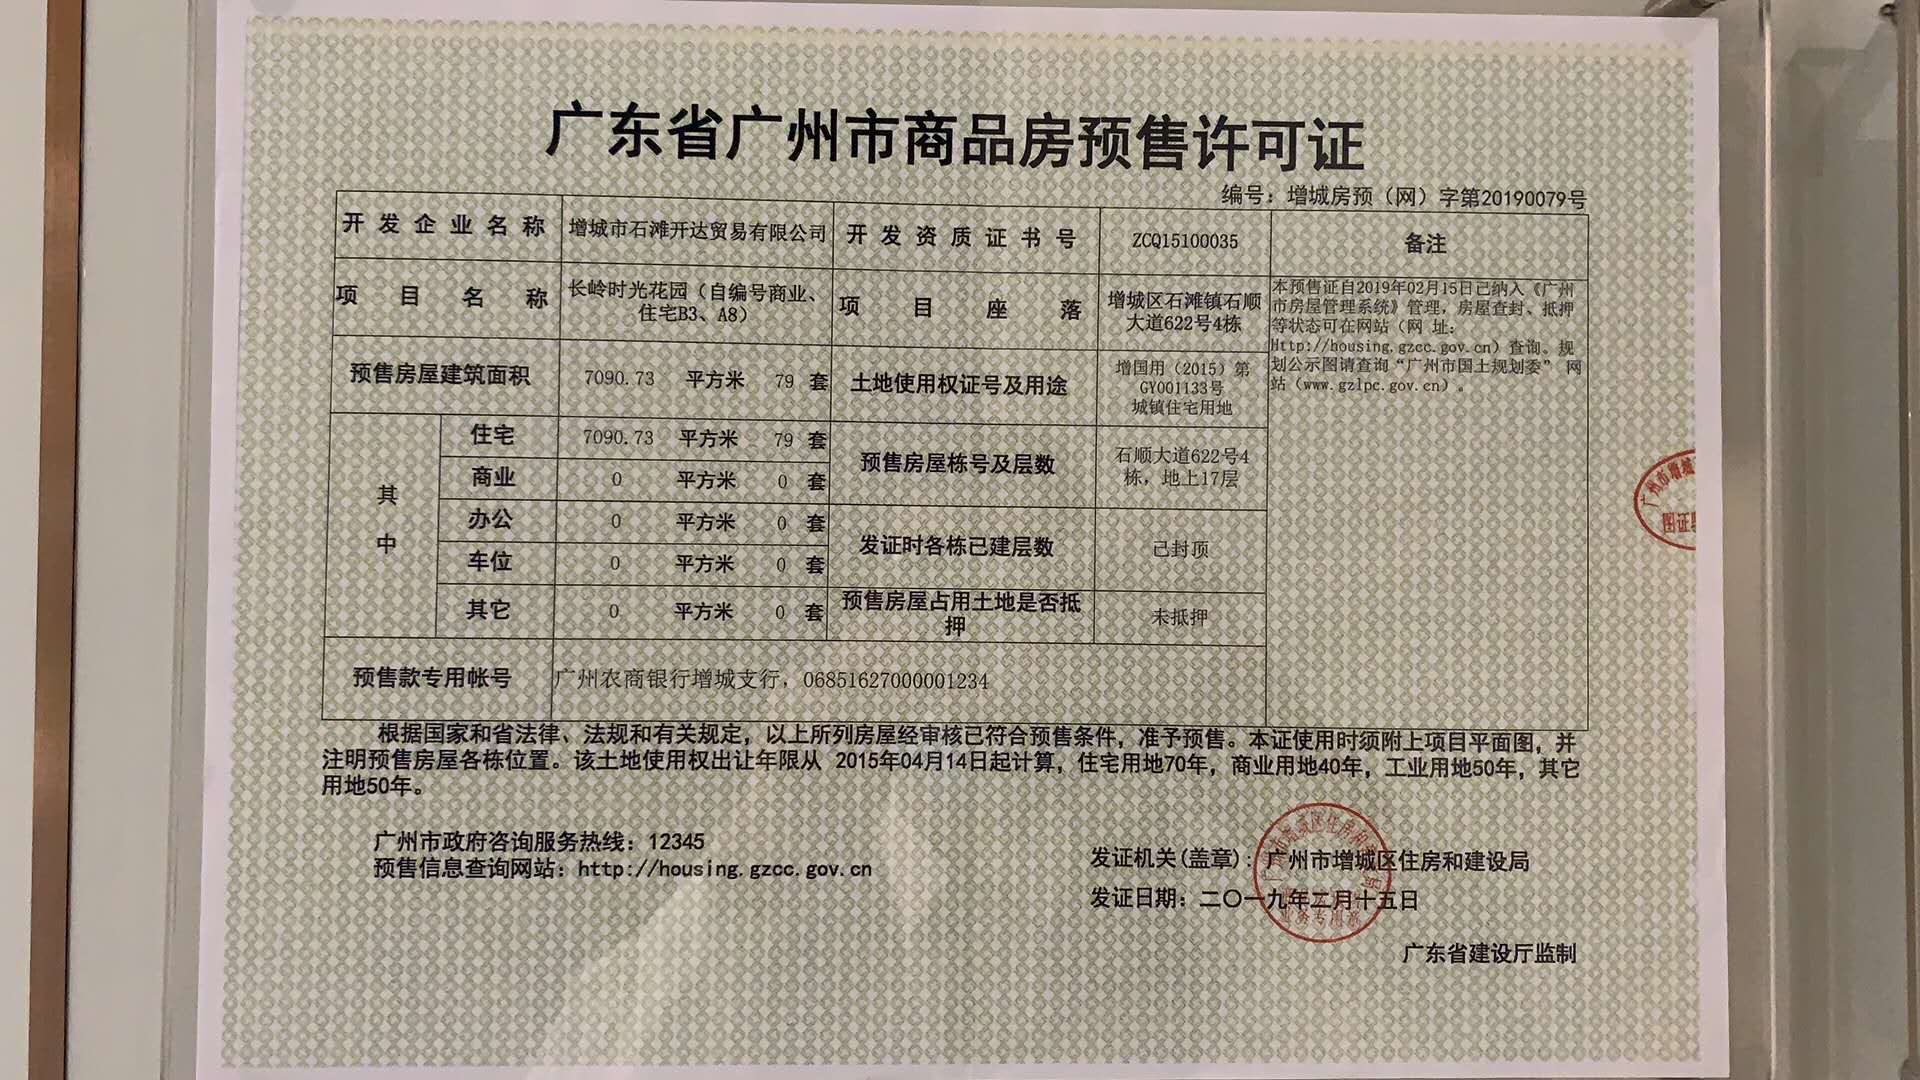 广东省广州市商品房预售许可证
编号：增城房预（网）字第20190079号
开发企业名称 增城市石滩开达贸易有限公司 开发资质证书号 ZCQ15100035 备注
项目名称 长岭时光花园（自编号商业、
住宅B3、A8） 项目座落 增城区石滩镇石顺
大道622号4栋
本预售证自2019年02月15日已纳入《广州
市房屋管理系统》管理，房屋查封、抵押
等状态可在网站（网 址：
Http://housing.gzcc.gov.cn）查询。规
划公示图请查询“广州市国土规划委” 网
站（www.gzlpc.gov.cn）。
预售房屋建筑面积 7090.73 平方米 79 套 土地使用权证号及用途 增国用（2015）第
GY001133号
城镇住宅用地
其中
住宅 7090.73 平方米 79 套 预售房屋栋号及层数 石顺大道622号4
栋，地上17层
商业 0 平方米 0 套
办公 0 平方米 0 套 发证时各栋已建层数 已封顶
车位 0 平方米 0 套
其它 0 平方米 0 套 预售房屋占用土地是否抵
押 未抵押
预售款专用帐号 广州农商银行增城支行，06851627000001234
根据国家和省法律、法规和有关规定，以上所列房屋经审核已符合预售条件，准予预售。本证使用时须附上项目平面图，并
注明预售房屋各栋位置。该土地使用权出让年限从 2015年04月14日起计算，住宅用地70年，商业用地40年，工业用地50年，其它
用地50年。
广州市政府咨询服务热线：12345
预售信息查询网站：http://housing.gzcc.gov.cn
发证机关(盖章)：广州市增城区住房和建设局
发证日期：二〇一九年二月十五日
业务专用章
广东省建设厅监制
广州市增城